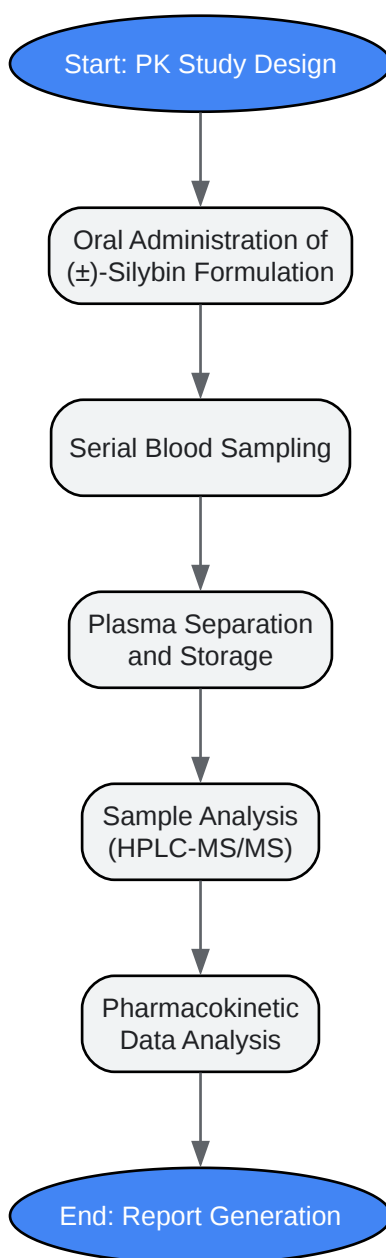 Start: PK Study Design
Oral Administration of
(±)-Silybin Formulation
Serial Blood Sampling
Plasma Separation
and Storage
Sample Analysis
(HPLC-MS/MS)
Pharmacokinetic
Data Analysis
End: Report Generation